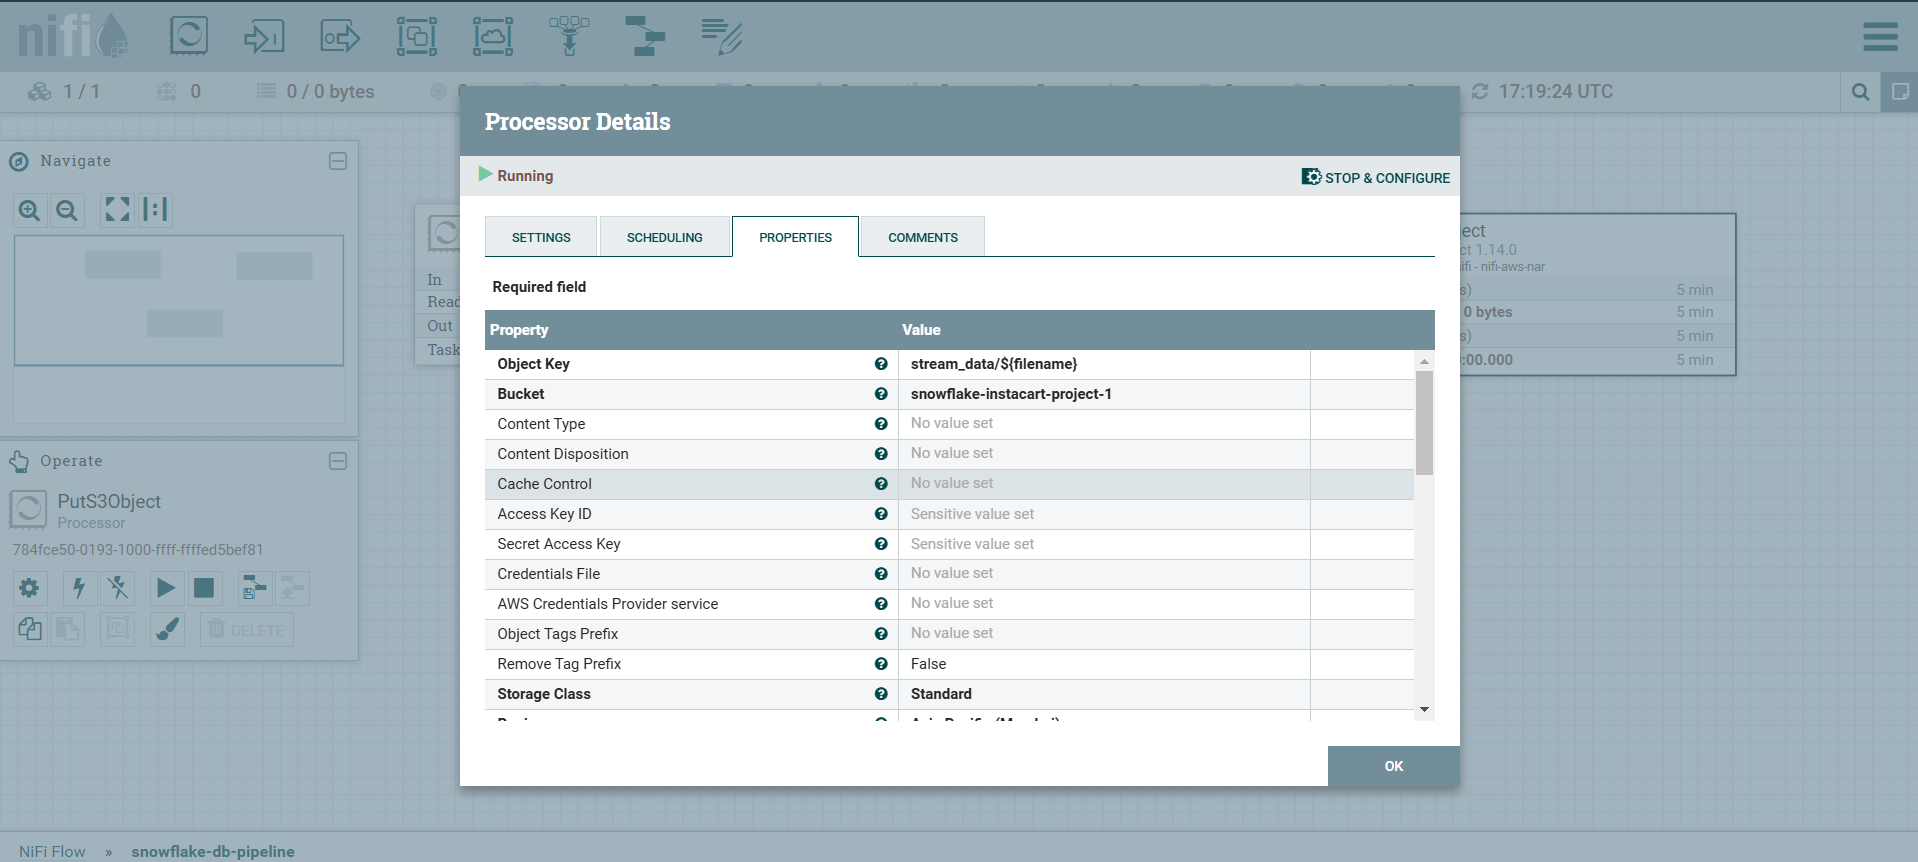 nifi
1 / 1
0
0 / 0 bytes
17:19:24 UTC
Processor Details
Running
STOP & CONFIGURE
SETTINGS
SCHEDULING
PROPERTIES
COMMENTS
Required field
Property Value
Object Key stream_data/${filename}
Bucket snowflake-instacart-project-1
Content Type No value set
Content Disposition No value set
Cache Control No value set
Access Key ID Sensitive value set
Secret Access Key Sensitive value set
Credentials File No value set
AWS Credentials Provider service No value set
Object Tags Prefix No value set
Remove Tag Prefix False
Storage Class Standard
OK
Navigate
Operate
PutS3Object
Processor
784fce50-0193-1000-ffff-ffffed5bef81
DELETE
In
Read
Out
Task
ect
ct 1.14.0
ifi - nifi-aws-nar
s) 5 min
0 bytes 5 min
s) 5 min
:00.000 5 min
NiFi Flow » snowflake-db-pipeline